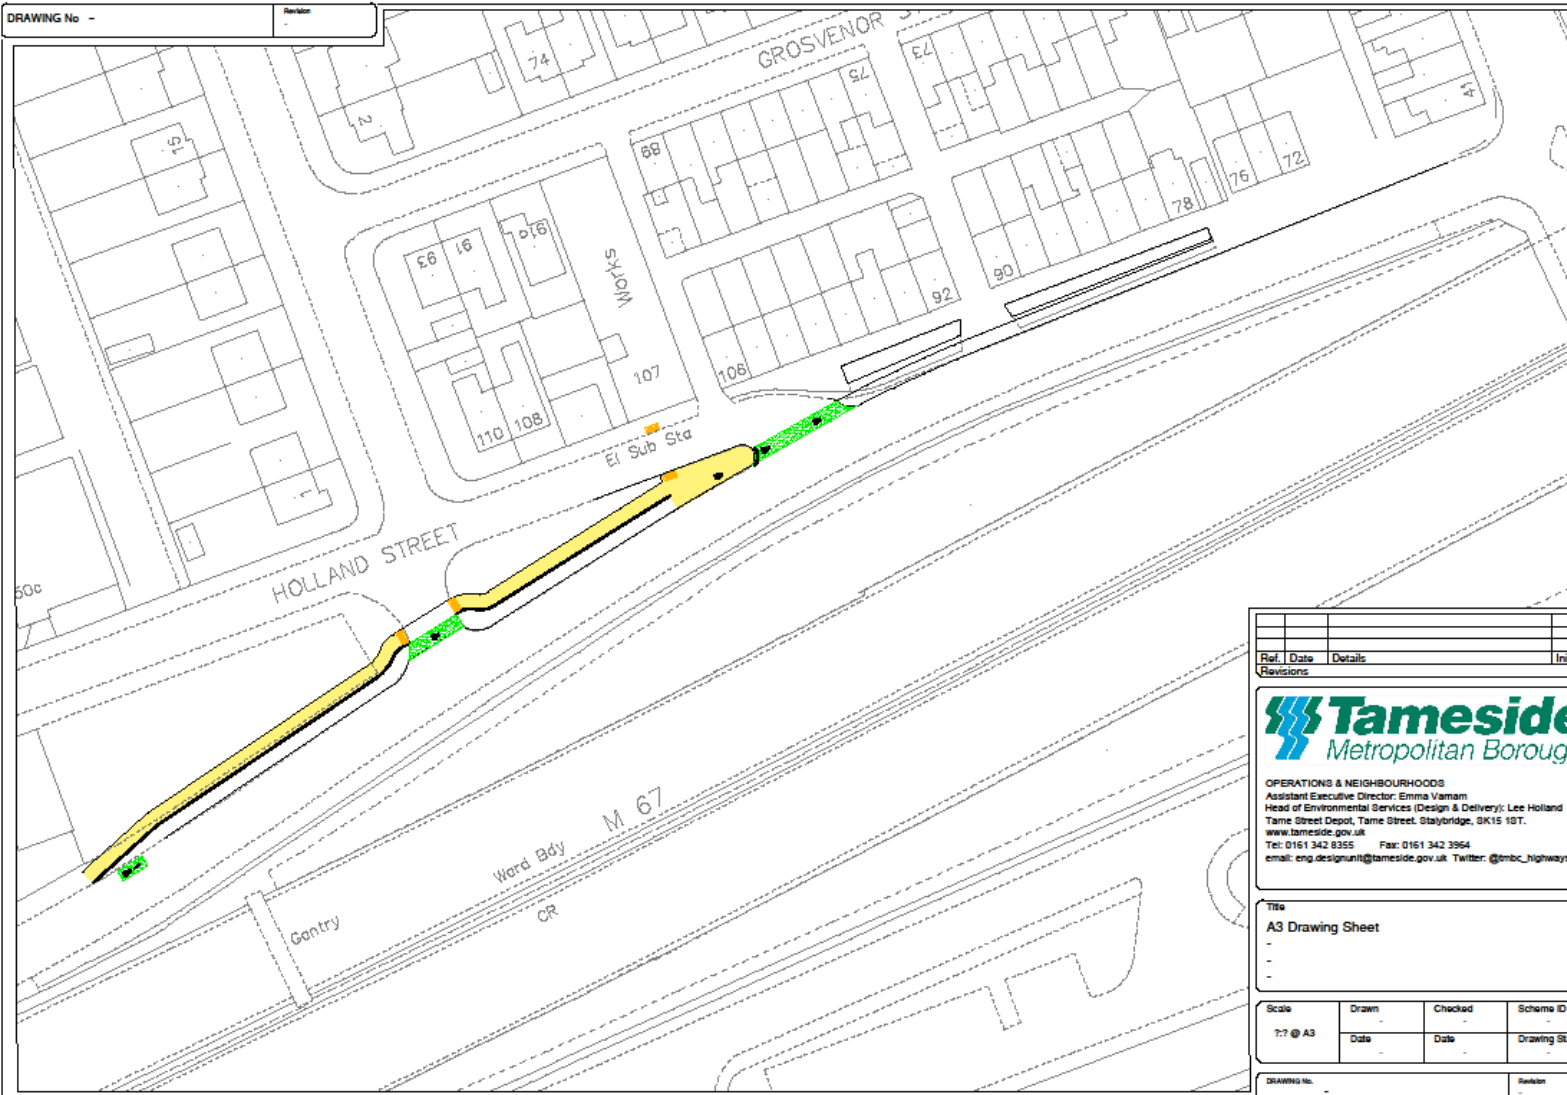 DRAWING No -
Revision
-
GROSVENOR
74
2
15
75
73
41
89
72
76
78
90
92
93
91
91a
Works
107
106
110
108
El Sub Sta
HOLLAND STREET
50c
1
M 67
Ward Bdy
CR
Gantry
Ref.
Date
Details
Revisions
Tameside
Metropolitan Boroug
OPERATIONS & NEIGHBOURHOODS
Assistant Executive Director: Emma Varnam
Head of Environmental Services (Design & Delivery): Lee Holland
Tame Street Depot, Tame Street. Stalybridge, SK15 1ST.
www.tameside.gov.uk
Tel: 0161 342 8355 Fax: 0161 342 3964
email: eng.designunit@tameside.gov.uk Twitter: @tmbc_highways
Title
A3 Drawing Sheet
-
-
-
Scale
?:? @ A3
Drawn
-
Checked
-
Scheme ID
-
Date
-
Date
-
Drawing St
-
DRAWING No.
-
Revision
-